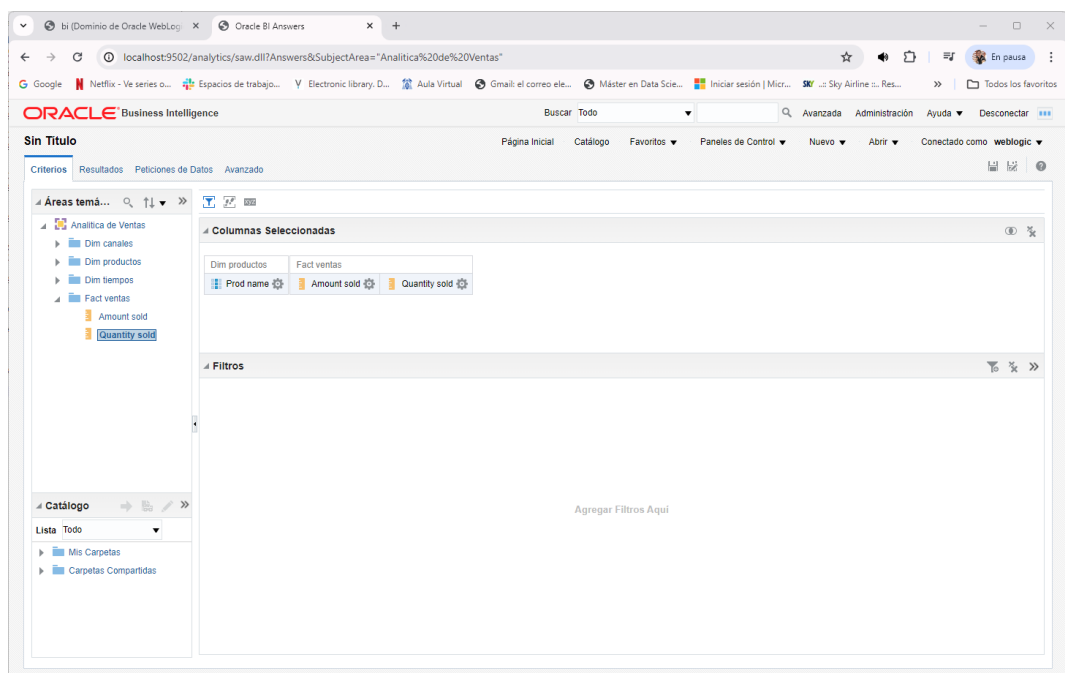 bi (Dominio de Oracle WebLog
Oracle BI Answers
localhost:9502/analytics/saw.dll?Answers&SubjectArea="Analitica%20de%20Ventas"
En pausa
Google Netflix - Ve series o... Espacios de trabajo... Electronic library. D... Aula Virtual Gmail: el correo ele... Máster en Data Scie... Iniciar sesión | Micr... SKY ..:: Sky Airline ::.. Res... » Todos los favoritos
ORACLE Business Intelligence
Buscar Todo Avanzada Administración Ayuda Desconectar
Sin Titulo
Página Inicial Catálogo Favoritos Paneles de Control Nuevo Abrir Conectado como weblogic
Criterios Resultados Peticiones de Datos Avanzado
Áreas temá...
Analitica de Ventas
Dim canales
Dim productos
Dim tiempos
Fact ventas
Amount sold
Quantity sold
Columnas Seleccionadas
Dim productos Fact ventas
Prod name Amount sold Quantity sold
Filtros
Agregar Filtros Aquí
Catálogo
Lista Todo
Mis Carpetas
Carpetas Compartidas